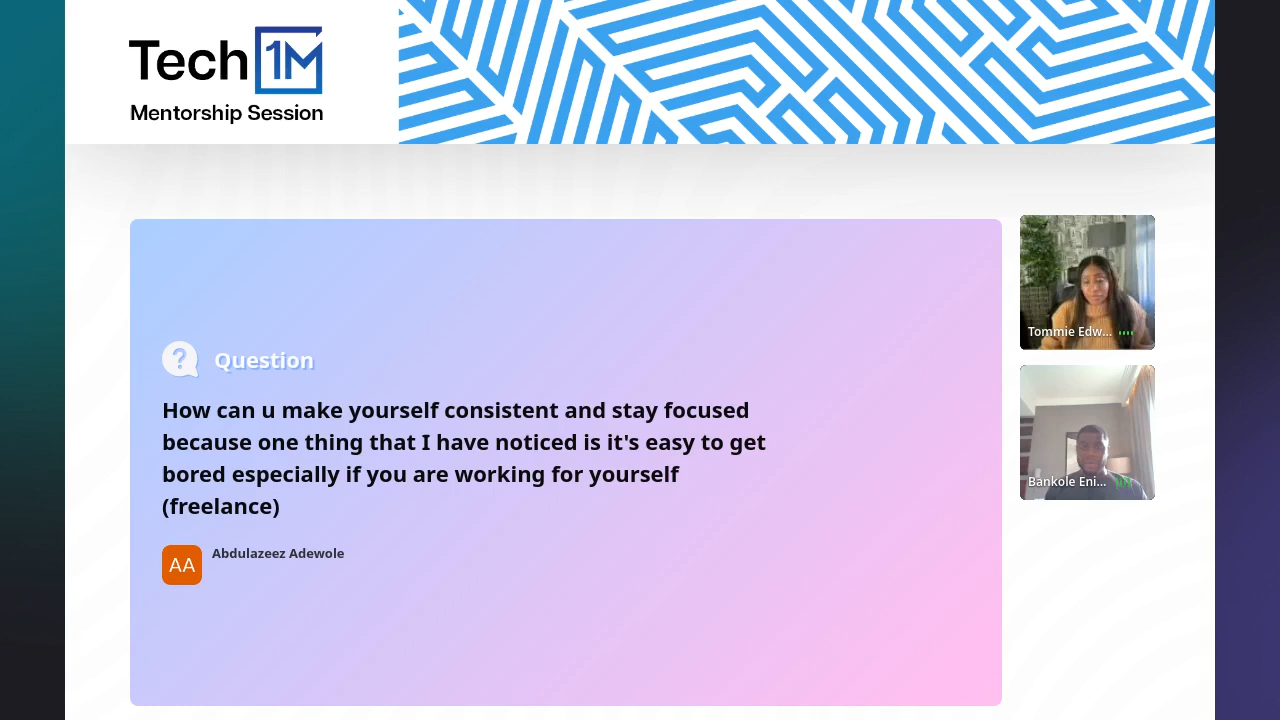 Tech 1M
Mentorship Session
Question
How can u make yourself consistent and stay focused
because one thing that I have noticed is it's easy to get
bored especially if you are working for yourself
(freelance)
AA
Abdulazeez Adewole
Tommie Edw...
Bankole Eni...